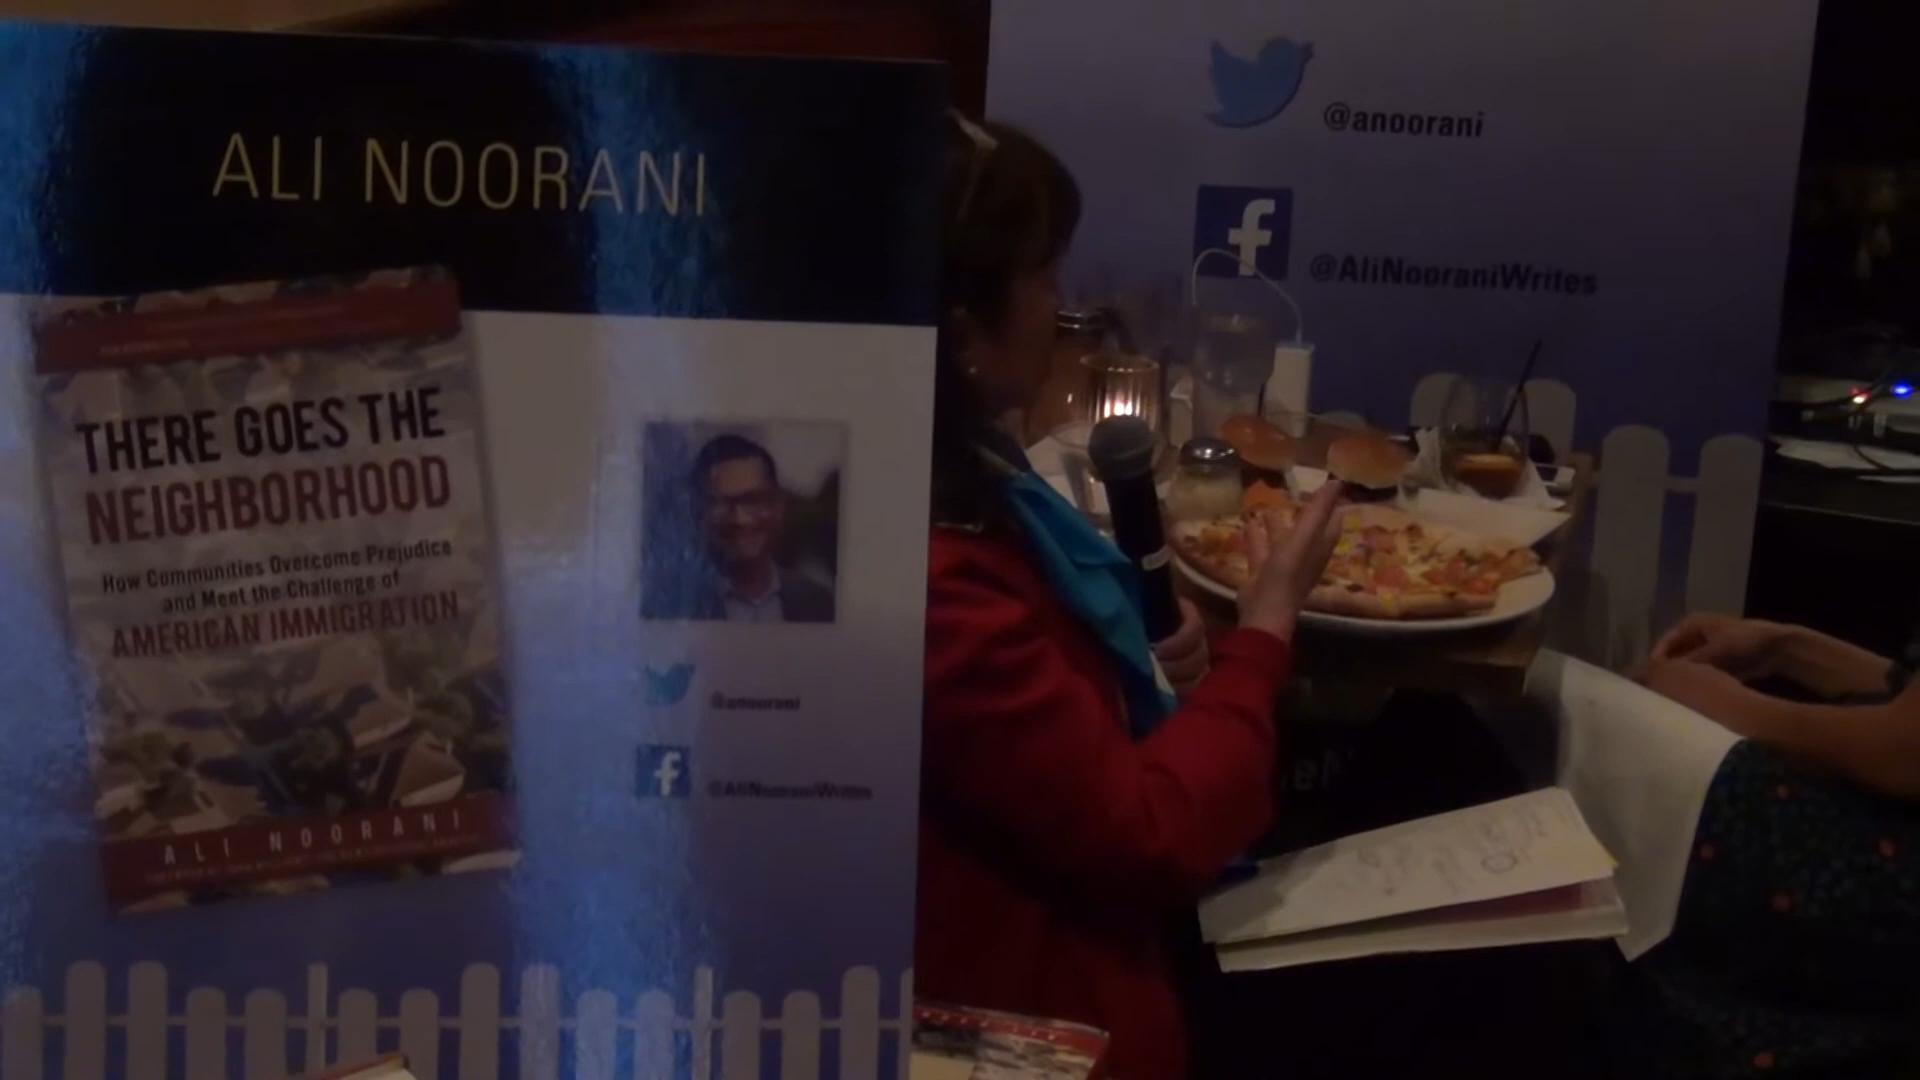 ALI NOORANI
THERE GOES THE
NEIGHBORHOOD
How Communities Overcome Prejudice
and Meet the Challenge of
AMERICAN IMMIGRATION
ALI NOORANI
@anoorani
@AliNooraniWrites
@anoorani
@AliNooraniWrites